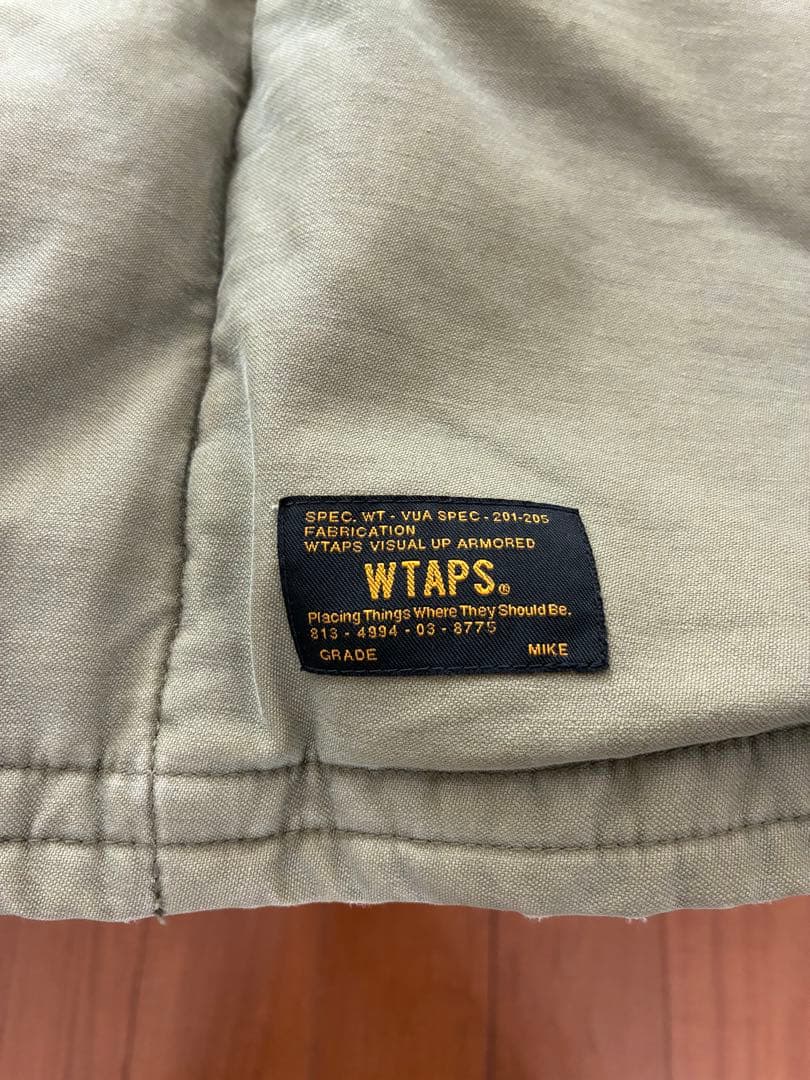 SPEC. WT - VUA SPEC - 201-205
FABRICATION
WTAPS VISUAL UP ARMORED
WTAPS®
Placing Things Where They Should Be.
813 - 4994 - 03 - 8775
GRADE MIKE